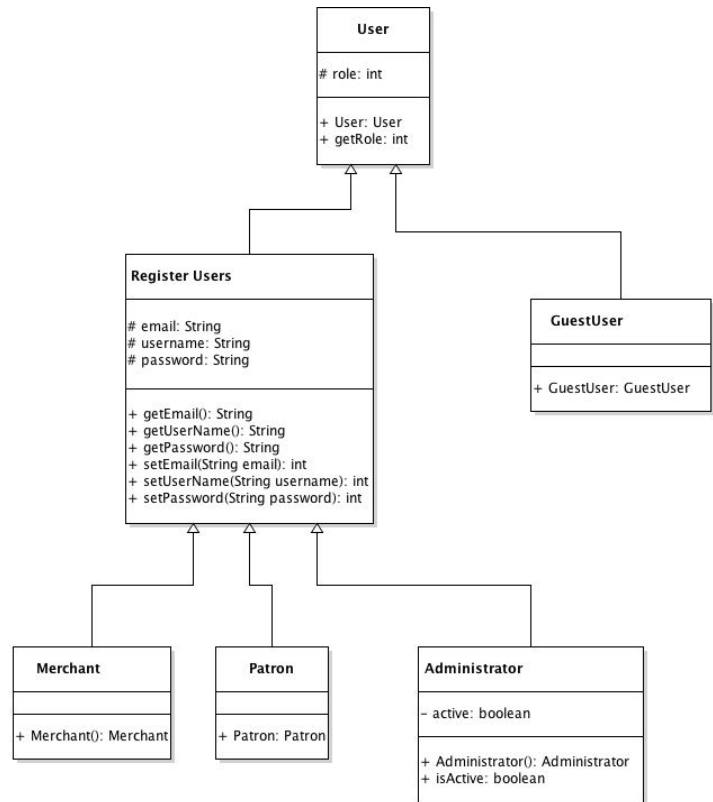 User
# role: int
+ User: User
+ getRole: int
Register Users
# email: String
# username: String
# password: String
+ getEmail(): String
+ getUserName(): String
+ getPassword(): String
+ setEmail(String email): int
+ setUserName(String username): int
+ setPassword(String password): int
GuestUser
+ GuestUser: GuestUser
Merchant
+ Merchant(): Merchant
Patron
+ Patron: Patron
Administrator
- active: boolean
+ Administrator(): Administrator
+ isActive: boolean